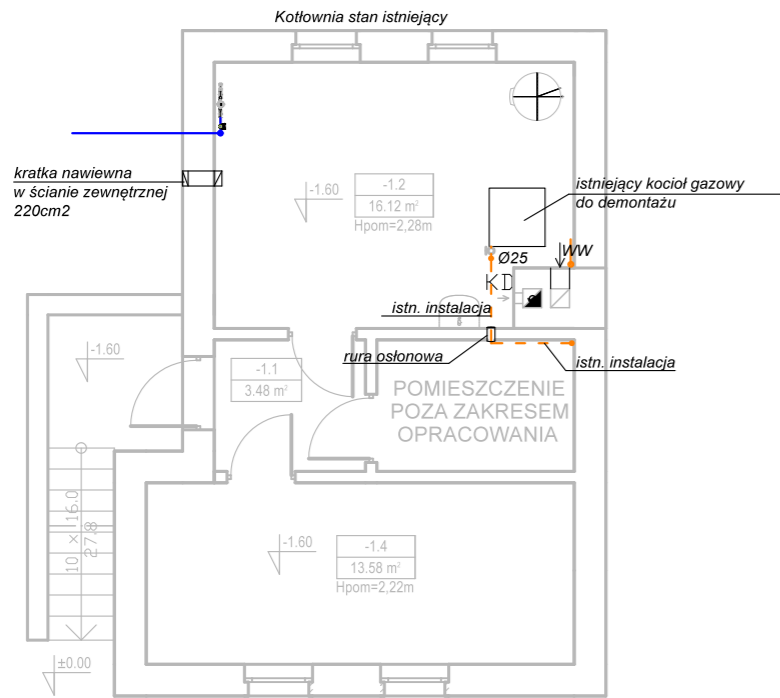 Kotłownia stan istniejący
kratka nawiewna
w ścianie zewnętrznej
220cm2
-1.60
-1.2
16.12 m²
Hpom=2,28m
istniejący kocioł gazowy
do demontażu
WW
Ø25
KD
istn. instalacja
rura osłonowa
istn. instalacja
-1.60
-1.1
3.48 m²
POMIESZCZENIE
POZA ZAKRESEM
OPRACOWANIA
10 x 16.0
27.8
-1.60
-1.4
13.58 m²
Hpom=2,22m
±0.00